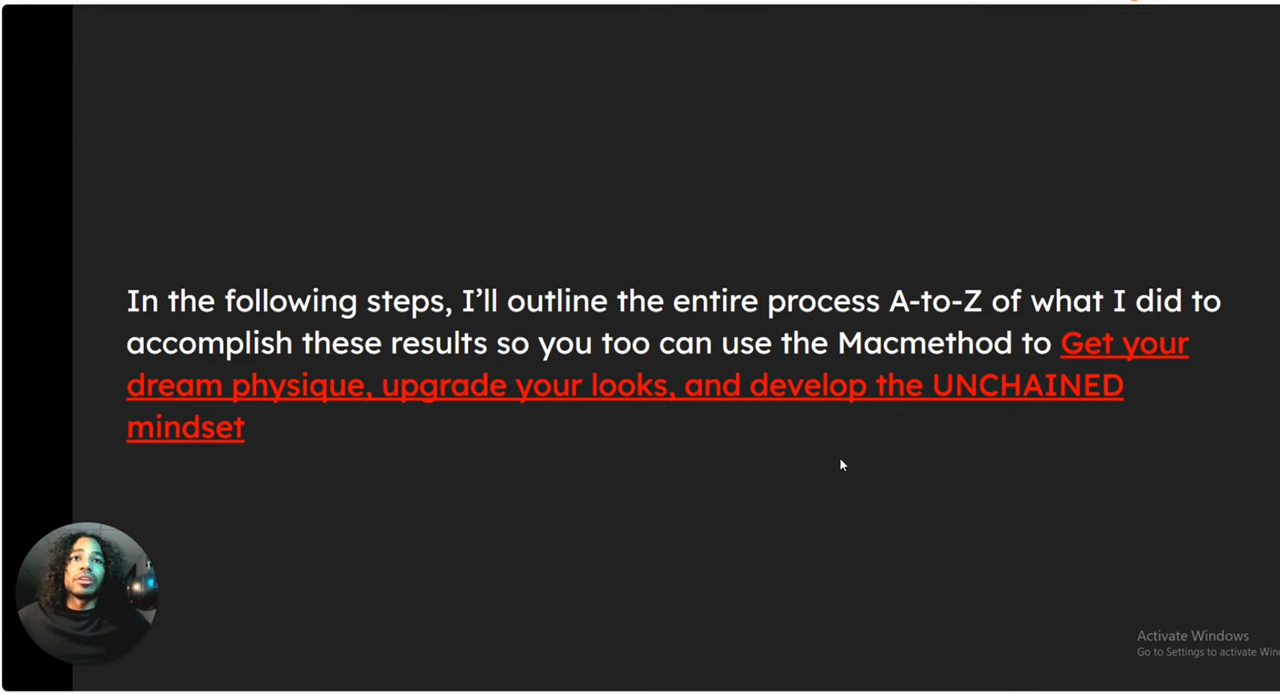 In the following steps, I’ll outline the entire process A-to-Z of what I did to
accomplish these results so you too can use the Macmethod to Get your
dream physique, upgrade your looks, and develop the UNCHAINED
mindset
Activate Windows
Go to Settings to activate Win